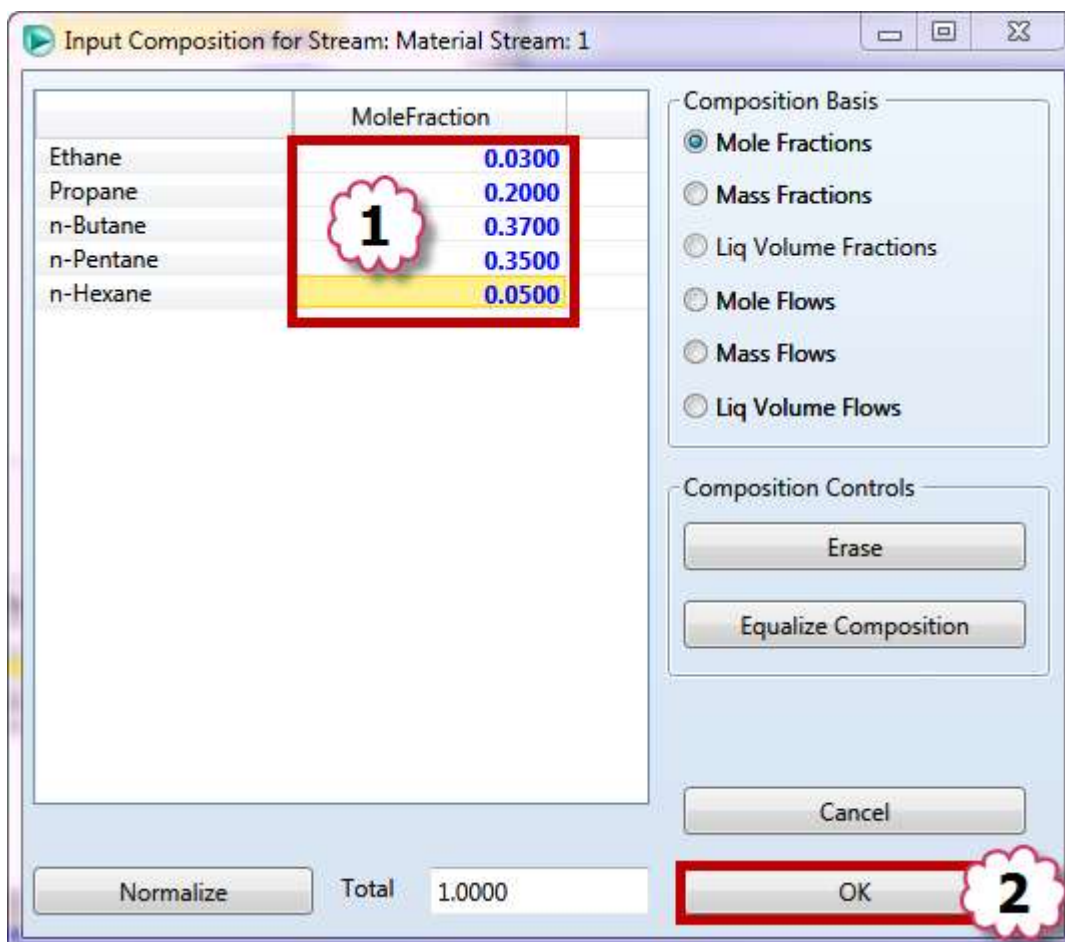 Input Composition for Stream: Material Stream: 1
MoleFraction
Ethane 0.0300
Propane 0.2000
n-Butane 0.3700
n-Pentane 0.3500
n-Hexane 0.0500
1
Composition Basis
Mole Fractions
Mass Fractions
Liq Volume Fractions
Mole Flows
Mass Flows
Liq Volume Flows
Composition Controls
Erase
Equalize Composition
Cancel
Normalize Total 1.0000 OK 2